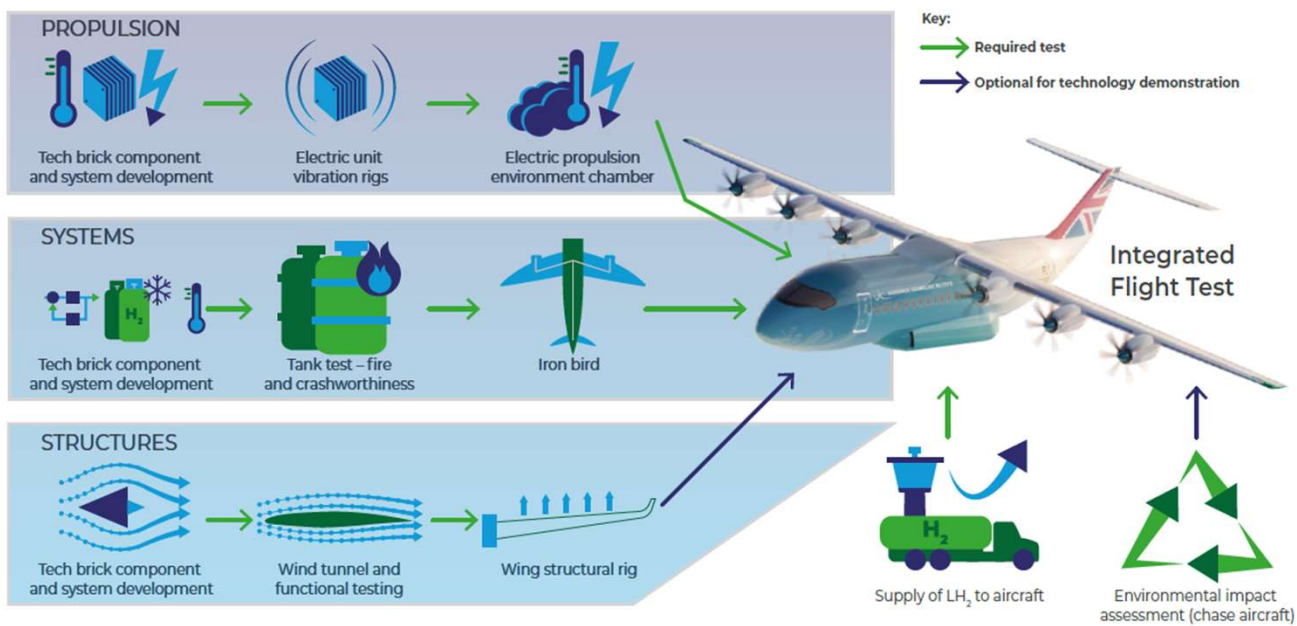 PROPULSION
Tech brick component
and system development
Electric unit
vibration rigs
Electric propulsion
environment chamber
Key:
Required test
Optional for technology demonstration
SYSTEMS
H₂
Tech brick component
and system development
Tank test – fire
and crashworthiness
Iron bird
Integrated
Flight Test
STRUCTURES
Tech brick component
and system development
Wind tunnel and
functional testing
Wing structural rig
H₂
Supply of LH₂ to aircraft
Environmental impact
assessment (chase aircraft)